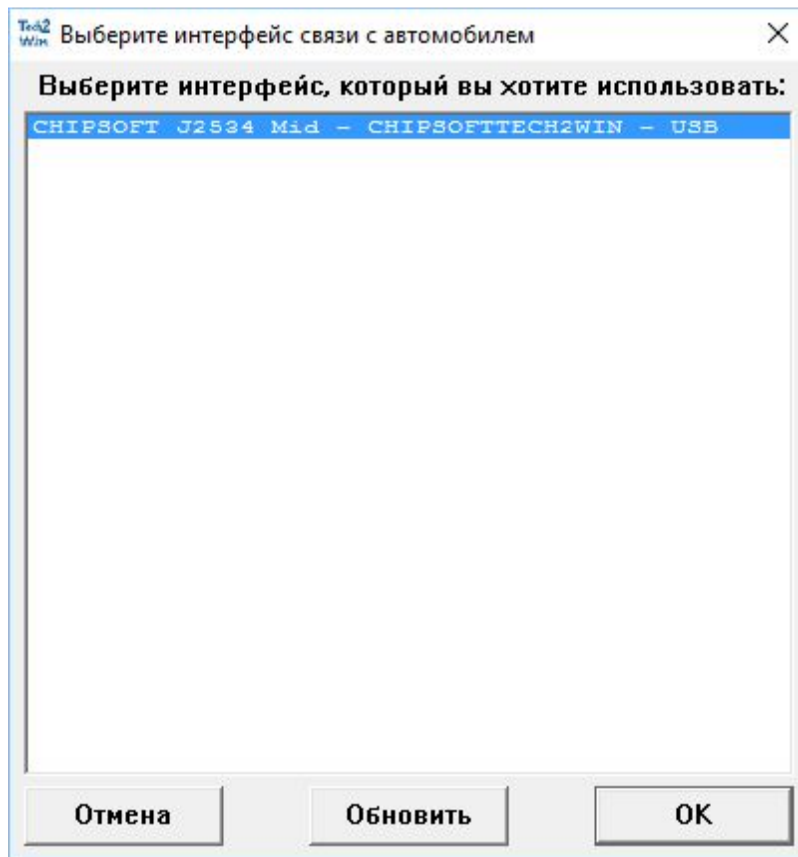 Tech2
Win Выберите интерфейс связи с автомобилем
Выберите интерфейс, который вы хотите использовать:
CHIPSOFT J2534 Mid - CHIPSOFTTECH2WIN - USB
Отмена Обновить OK